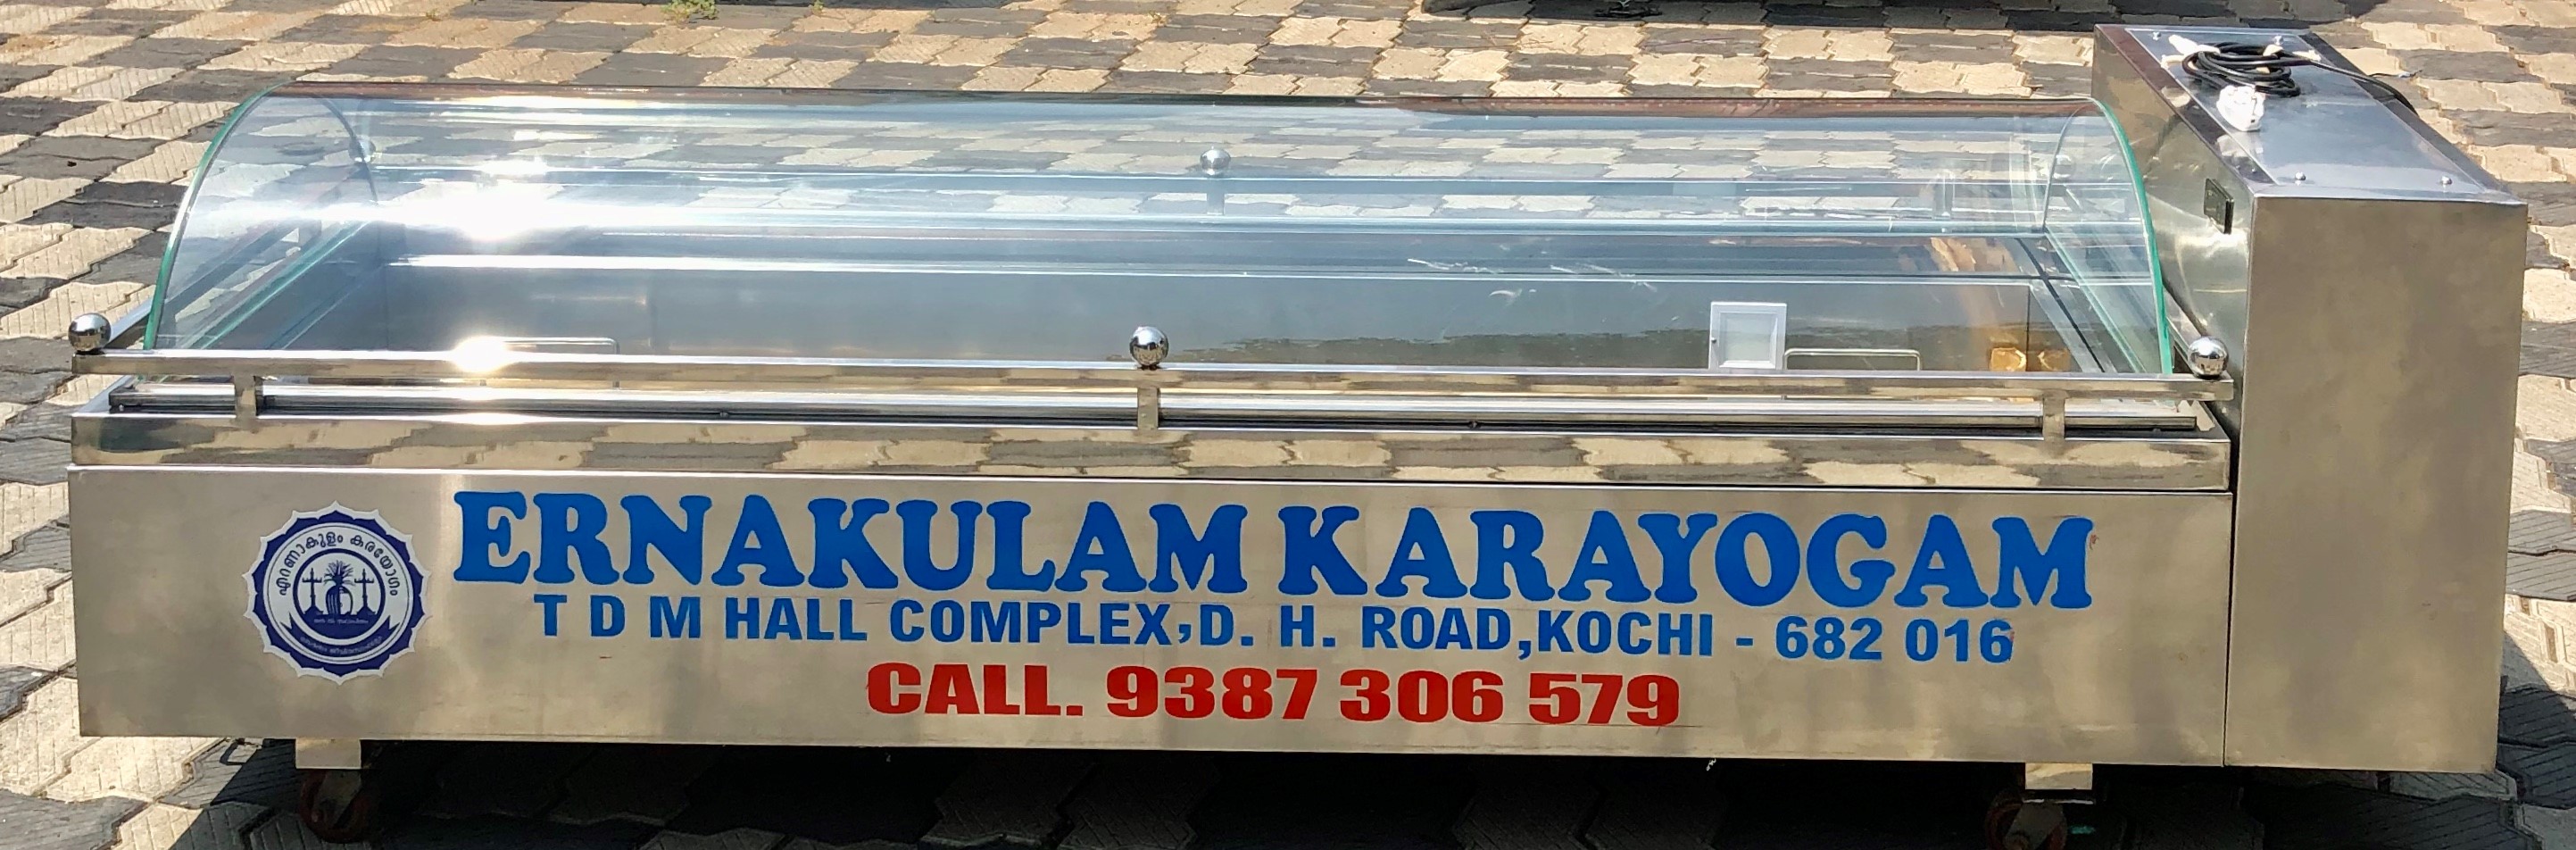 ERNAKULAM KARAYOGAM
T D M HALL COMPLEX, D. H. ROAD, KOCHI - 682 016
CALL. 9387 306 579
എറണാകുളം കരയോഗം